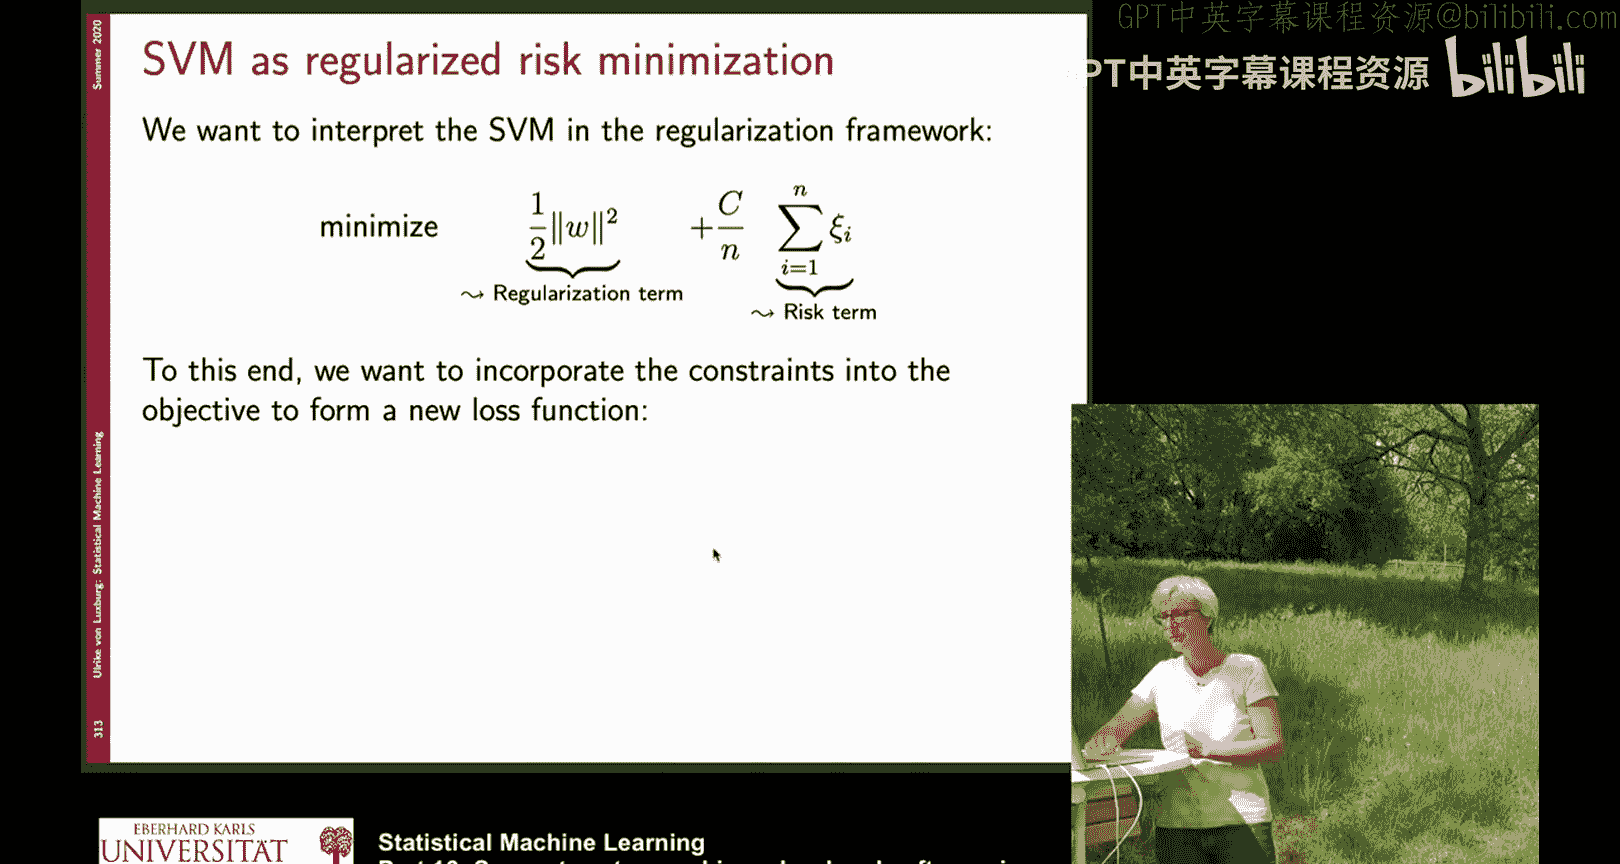 GPT中英字幕课程资源@bilibili.com
PT中英字幕课程资源 bilibili
Summer 2020
SVM as regularized risk minimization
We want to interpret the SVM in the regularization framework:
minimize 1/2 ||w||² + C/n ∑_{i=1}^{n} ξ_i
⤳ Regularization term
⤳ Risk term
To this end, we want to incorporate the constraints into the
objective to form a new loss function:
Ulrike von Luxburg: Statistical Machine Learning
313
EBERHARD KARLS
UNIVERSITÄT
Statistical Machine Learning